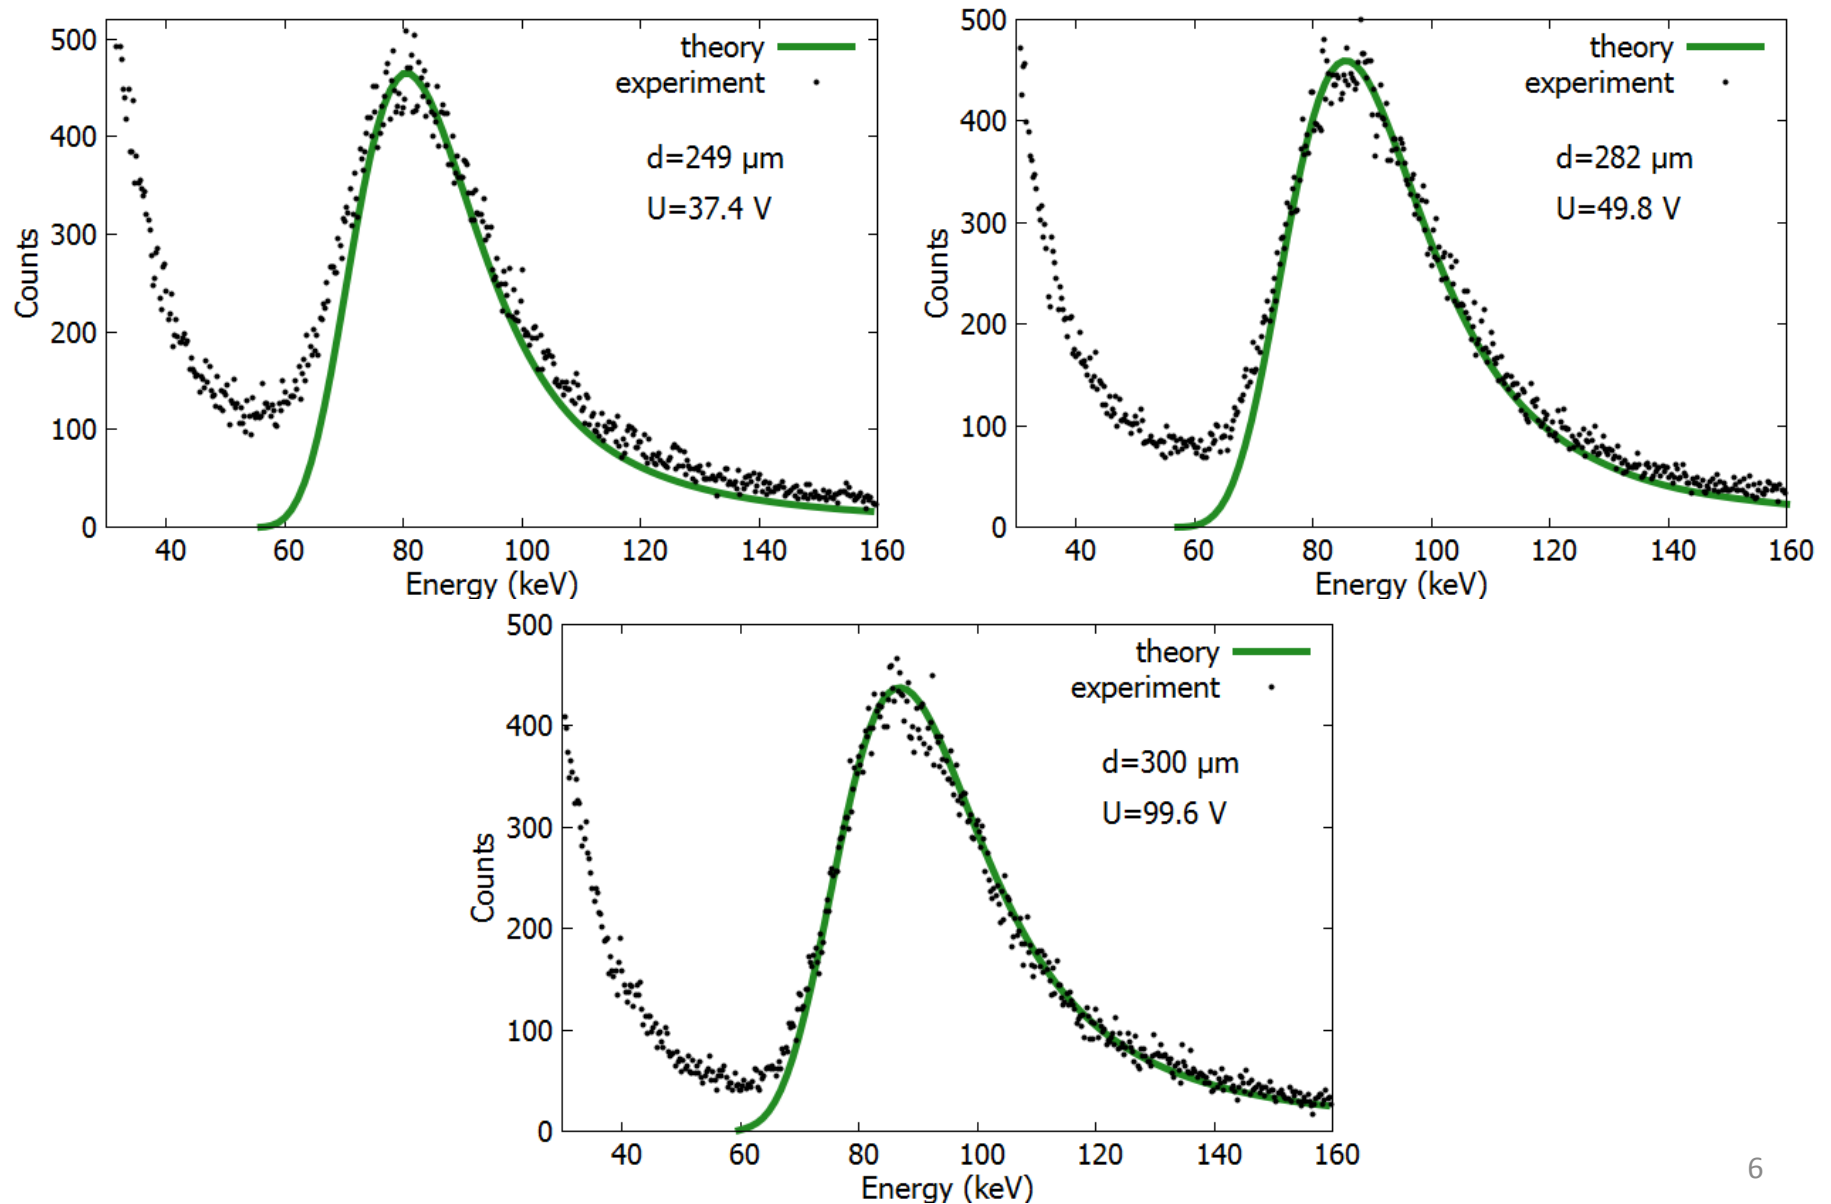 500
400
300
200
100
0
Counts
theory
experiment
d=249 µm
U=37.4 V
40 60 80 100 120 140 160
Energy (keV)
500
400
300
200
100
0
Counts
theory
experiment
d=282 µm
U=49.8 V
40 60 80 100 120 140 160
Energy (keV)
500
400
300
200
100
0
Counts
theory
experiment
d=300 µm
U=99.6 V
40 60 80 100 120 140 160
Energy (keV)
6